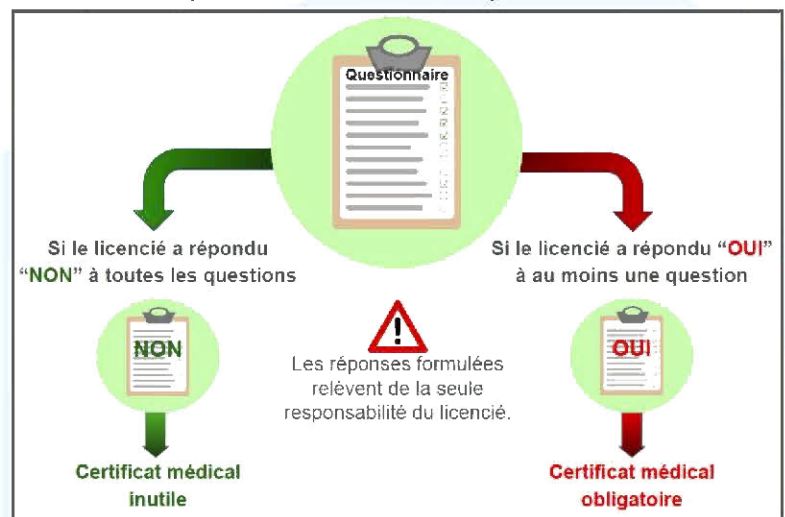 Questionnaire
Si le licencié a répondu
“NON” à toutes les questions
Si le licencié a répondu “OUI”
à au moins une question
NON
OUI
!
Les réponses formulées
relèvent de la seule
responsabilité du licencié.
Certificat médical
inutile
Certificat médical
obligatoire